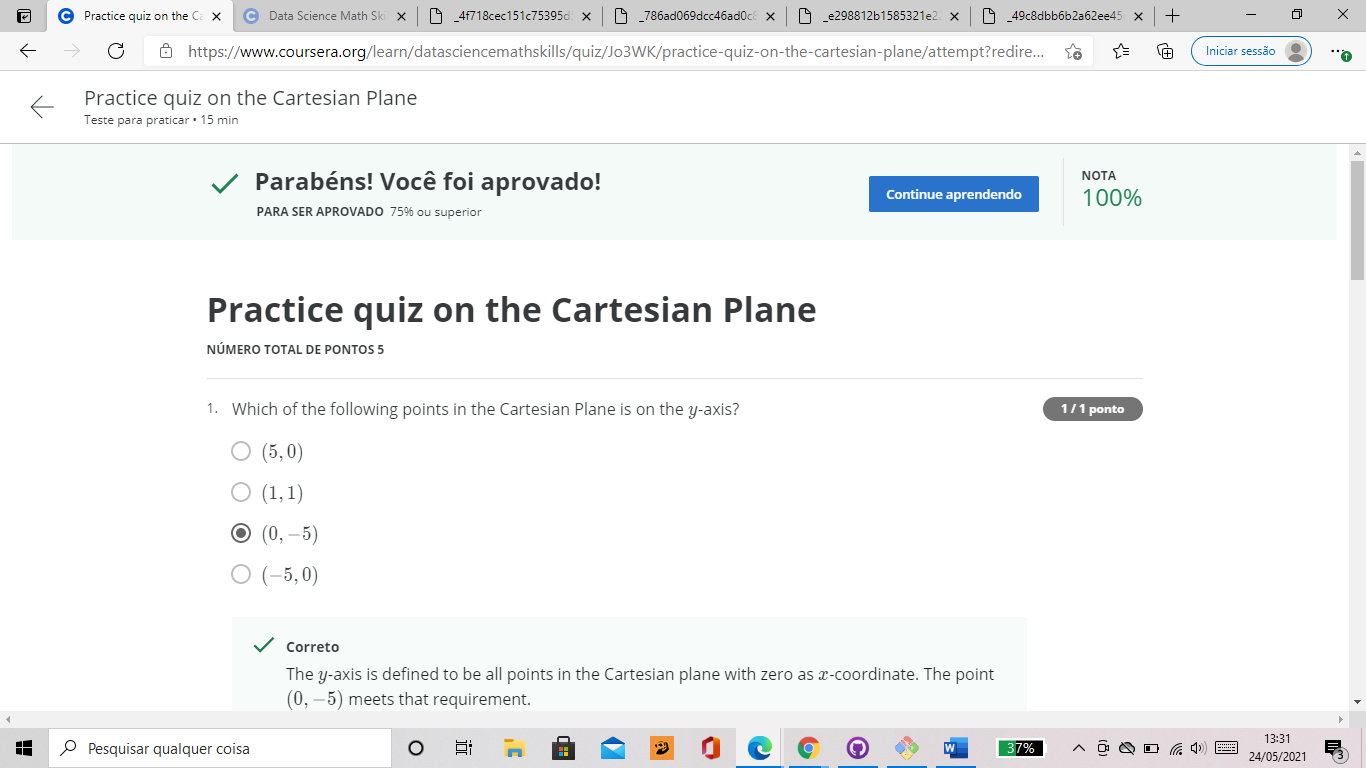 Practice quiz on the Ca
Data Science Math Ski
_4f718cec151c75395d
_786ad069dcc46ad0c8
_e298812b1585321e2
_49c8dbb6b2a62ee45
https://www.coursera.org/learn/datasciencemathskills/quiz/Jo3WK/practice-quiz-on-the-cartesian-plane/attempt?redire...
Iniciar sessão
Practice quiz on the Cartesian Plane
Teste para praticar • 15 min
Parabéns! Você foi aprovado!
PARA SER APROVADO 75% ou superior
Continue aprendendo
NOTA
100%
Practice quiz on the Cartesian Plane
NÚMERO TOTAL DE PONTOS 5
1. Which of the following points in the Cartesian Plane is on the y-axis?
1 / 1 ponto
(5, 0)
(1, 1)
(0, −5)
(−5, 0)
Correto
The y-axis is defined to be all points in the Cartesian plane with zero as x-coordinate. The point
(0, −5) meets that requirement.
Pesquisar qualquer coisa
37%
13:31
24/05/2021
3